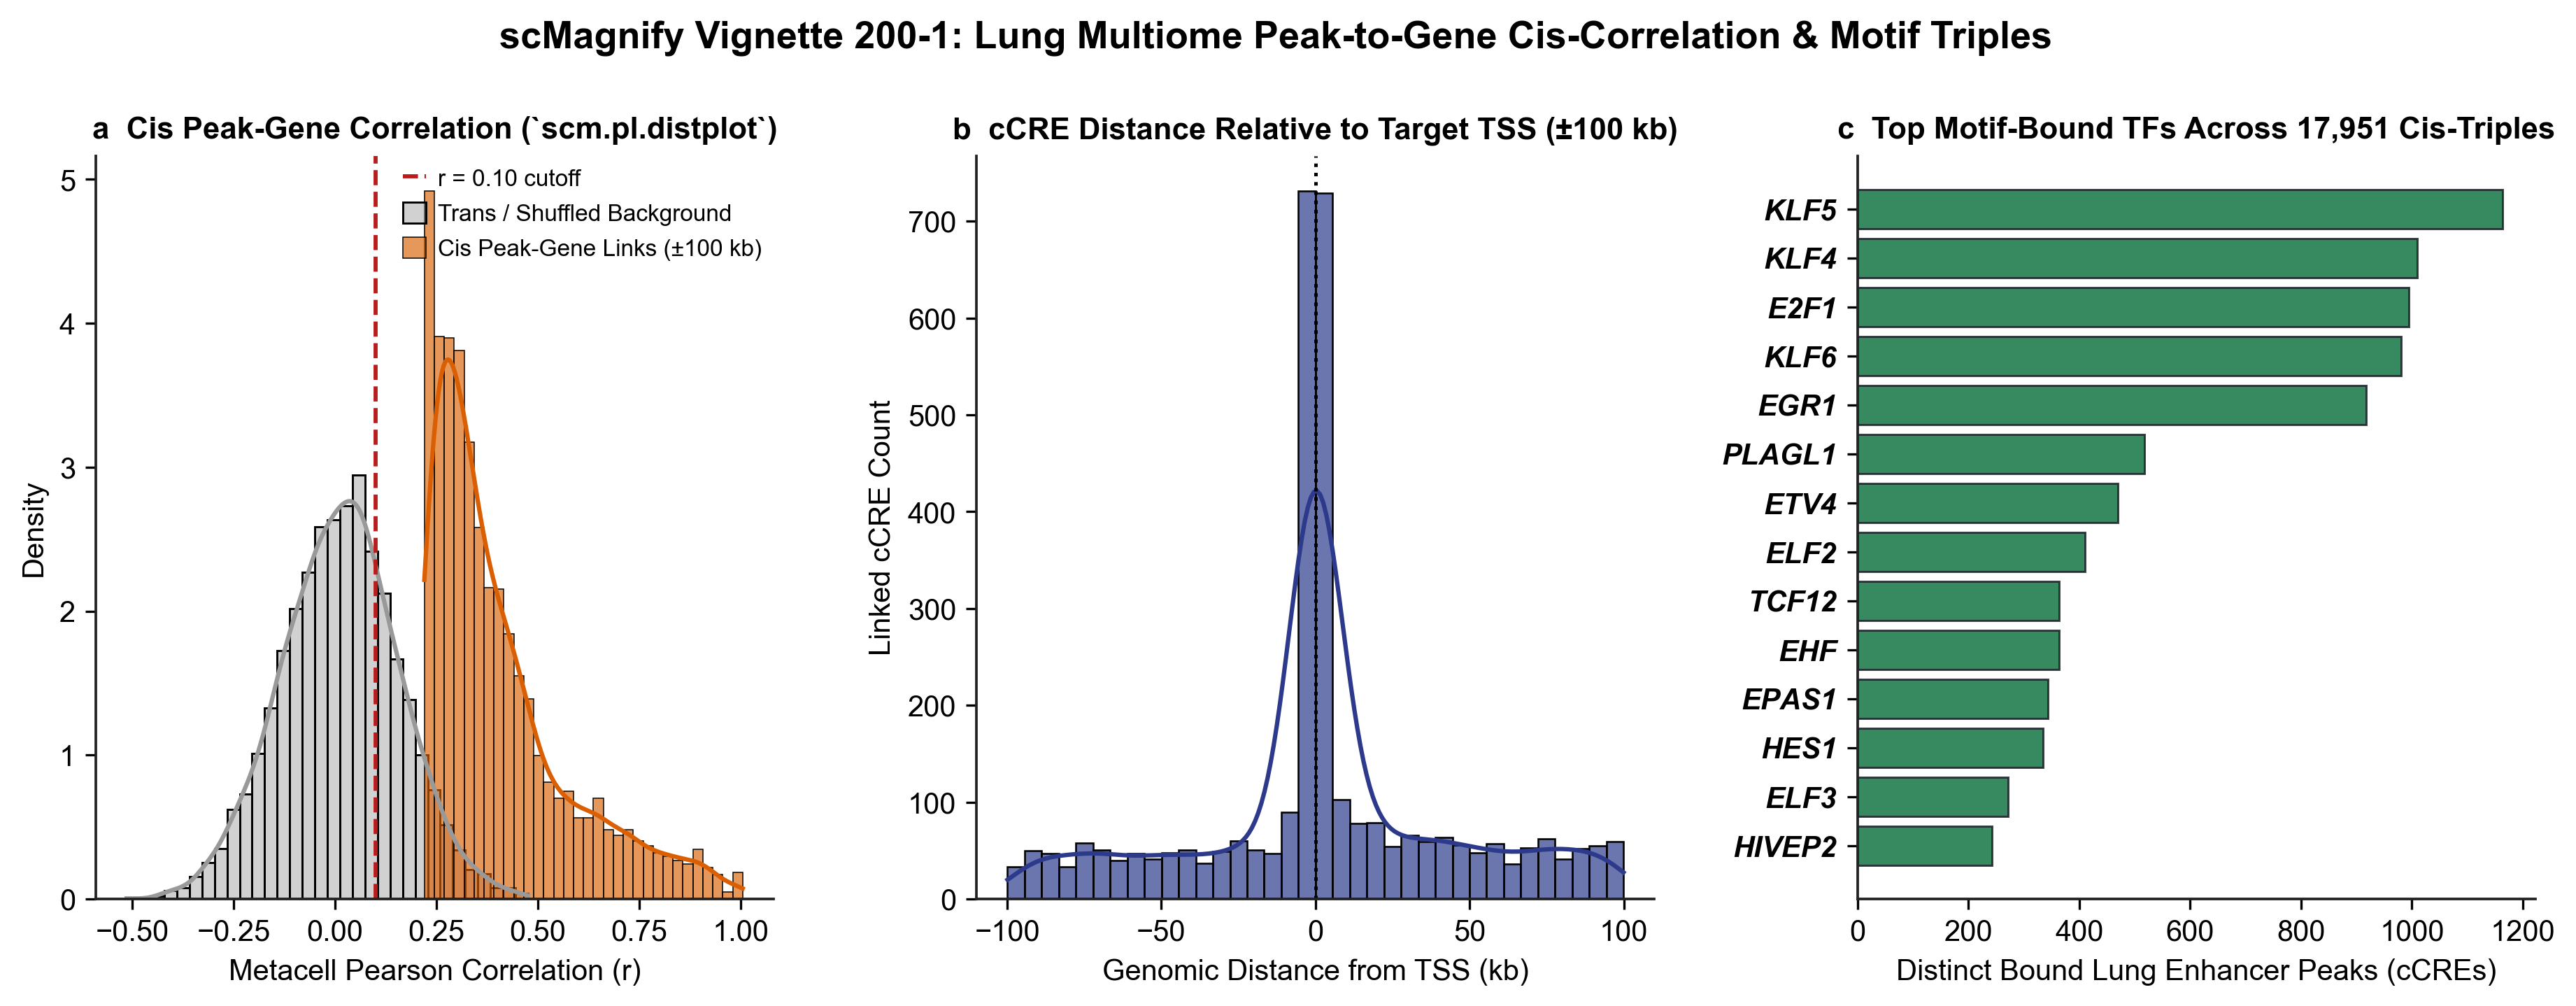 scMagnify Vignette 200-1: Lung Multiome Peak-to-Gene Cis-Correlation & Motif Triples
a Cis Peak-Gene Correlation (`scm.pl.distplot`)
r = 0.10 cutoff
Trans / Shuffled Background
Cis Peak-Gene Links (±100 kb)
Density
5
4
3
2
1
0
−0.50 −0.25 0.00 0.25 0.50 0.75 1.00
Metacell Pearson Correlation (r)
b cCRE Distance Relative to Target TSS (±100 kb)
Linked cCRE Count
700
600
500
400
300
200
100
0
−100 −50 0 50 100
Genomic Distance from TSS (kb)
c Top Motif-Bound TFs Across 17,951 Cis-Triples
KLF5
KLF4
E2F1
KLF6
EGR1
PLAGL1
ETV4
ELF2
TCF12
EHF
EPAS1
HES1
ELF3
HIVEP2
0 200 400 600 800 1000 1200
Distinct Bound Lung Enhancer Peaks (cCREs)